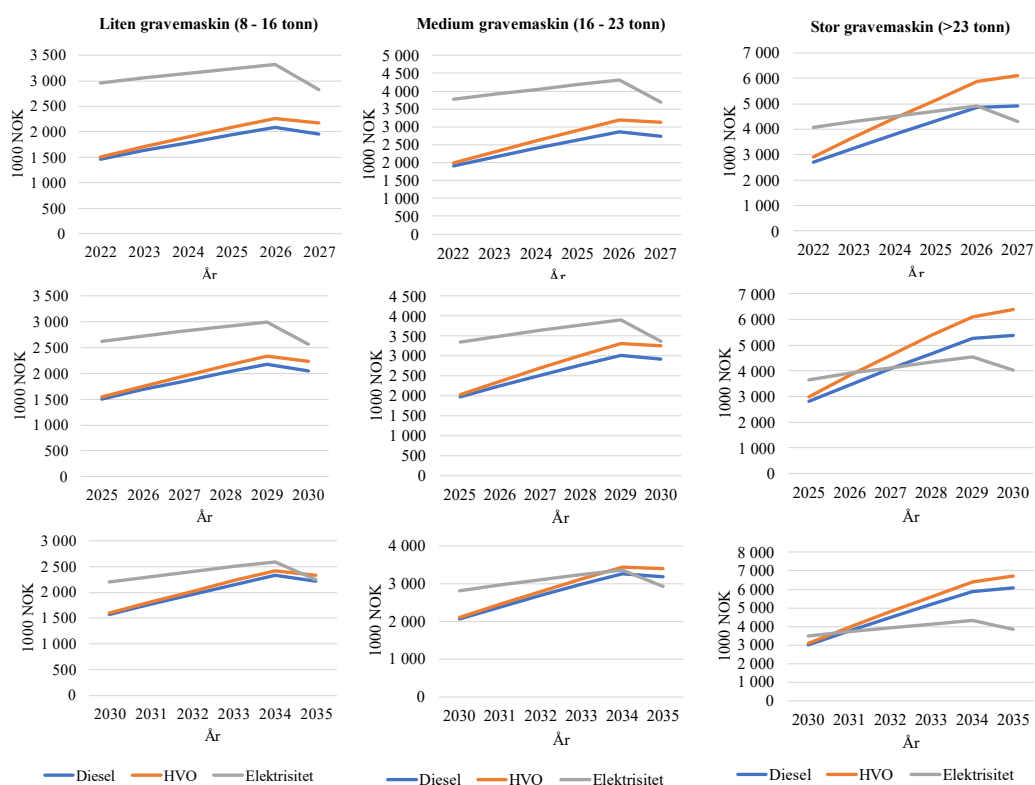 Liten gravemaskin (8 - 16 tonn)
3 500
3 000
2 500
2 000
1 500
1 000
500
0
1000 NOK
2022 2023 2024 2025 2026 2027
År
Medium gravemaskin (16 - 23 tonn)
5 000
4 500
4 000
3 500
3 000
2 500
2 000
1 500
1 000
500
0
1000 NOK
2022 2023 2024 2025 2026 2027
År
Stor gravemaskin (>23 tonn)
7 000
6 000
5 000
4 000
3 000
2 000
1 000
0
1000 NOK
2022 2023 2024 2025 2026 2027
År
3 500
3 000
2 500
2 000
1 500
1 000
500
0
1000 NOK
2025 2026 2027 2028 2029 2030
År
4 500
4 000
3 500
3 000
2 500
2 000
1 500
1 000
500
0
1000 NOK
2025 2026 2027 2028 2029 2030
År
7 000
6 000
5 000
4 000
3 000
2 000
1 000
0
1000 NOK
2025 2026 2027 2028 2029 2030
År
3 000
2 500
2 000
1 500
1 000
500
0
1000 NOK
2030 2031 2032 2033 2034 2035
År
Diesel HVO Elektrisitet
4 000
3 000
2 000
1 000
0
1000 NOK
2030 2031 2032 2033 2034 2035
År
Diesel HVO Elektrisitet
8 000
7 000
6 000
5 000
4 000
3 000
2 000
1 000
0
1000 NOK
2030 2031 2032 2033 2034 2035
År
Diesel HVO Elektrisitet